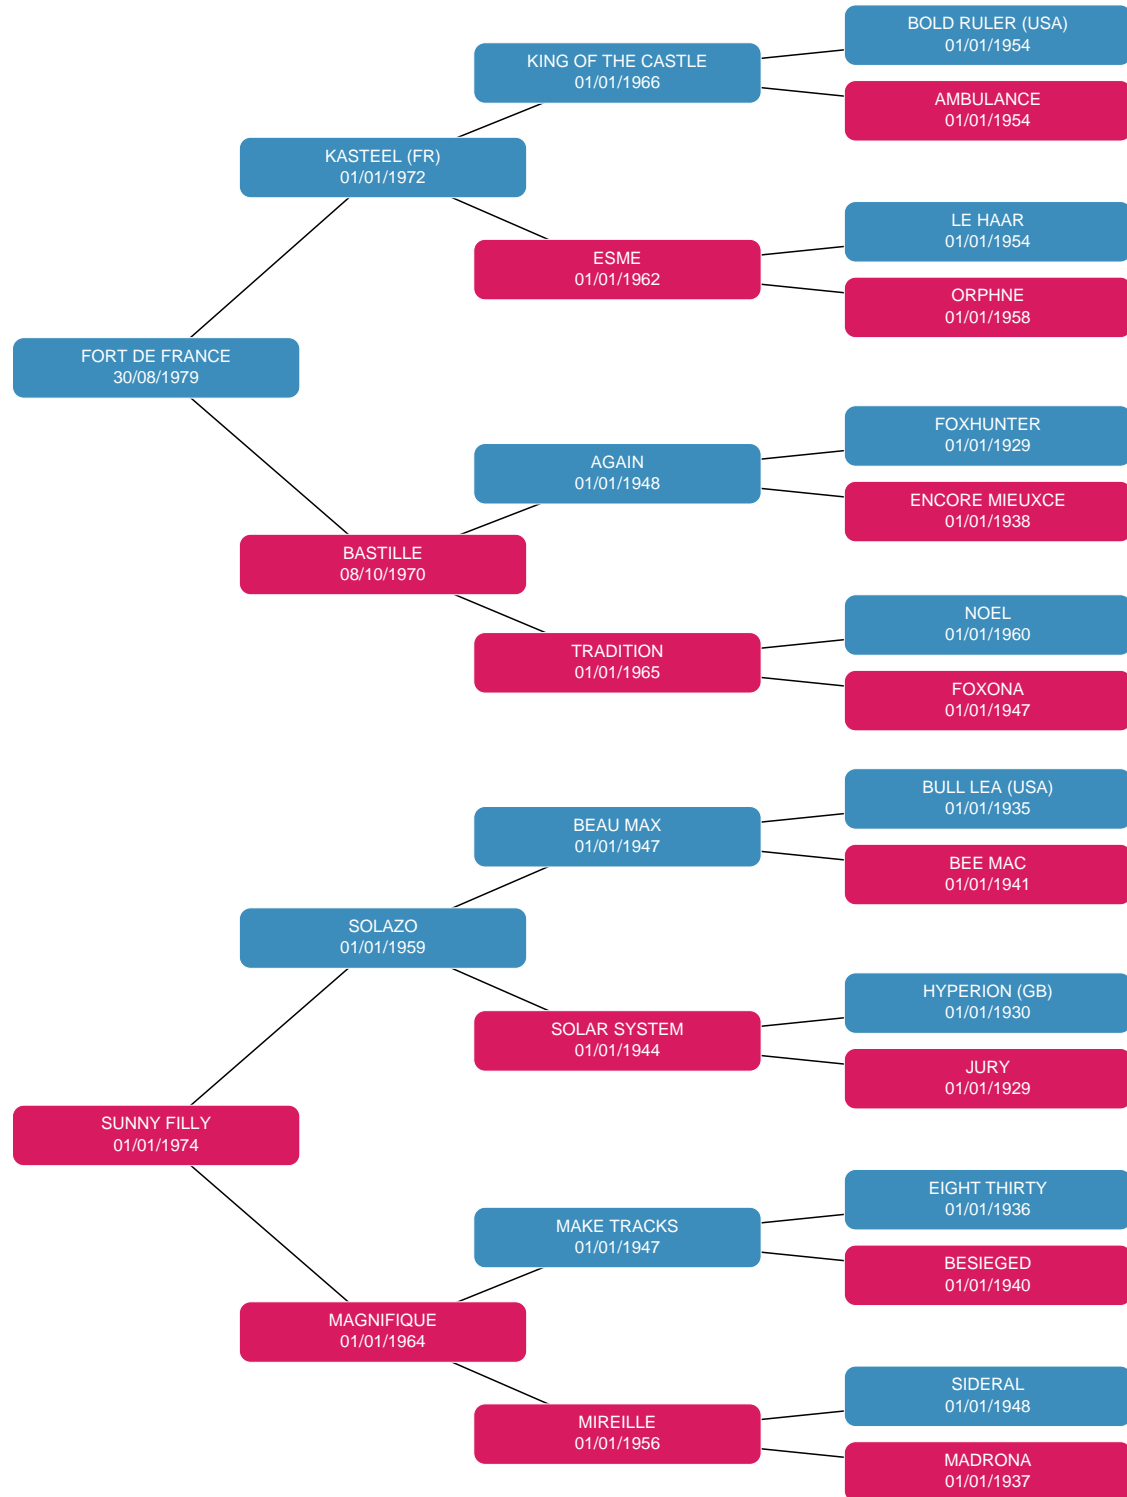 BOLD RULER (USA)
01/01/1954
KING OF THE CASTLE
01/01/1966
AMBULANCE
01/01/1954
KASTEEL (FR)
01/01/1972
LE HAAR
01/01/1954
ESME
01/01/1962
ORPHNE
01/01/1958
FORT DE FRANCE
30/08/1979
FOXHUNTER
01/01/1929
AGAIN
01/01/1948
ENCORE MIEUXCE
01/01/1938
BASTILLE
08/10/1970
NOEL
01/01/1960
TRADITION
01/01/1965
FOXONA
01/01/1947
BULL LEA (USA)
01/01/1935
BEAU MAX
01/01/1947
BEE MAC
01/01/1941
SOLAZO
01/01/1959
HYPERION (GB)
01/01/1930
SOLAR SYSTEM
01/01/1944
JURY
01/01/1929
SUNNY FILLY
01/01/1974
EIGHT THIRTY
01/01/1936
MAKE TRACKS
01/01/1947
BESIEGED
01/01/1940
MAGNIFIQUE
01/01/1964
SIDERAL
01/01/1948
MIREILLE
01/01/1956
MADRONA
01/01/1937